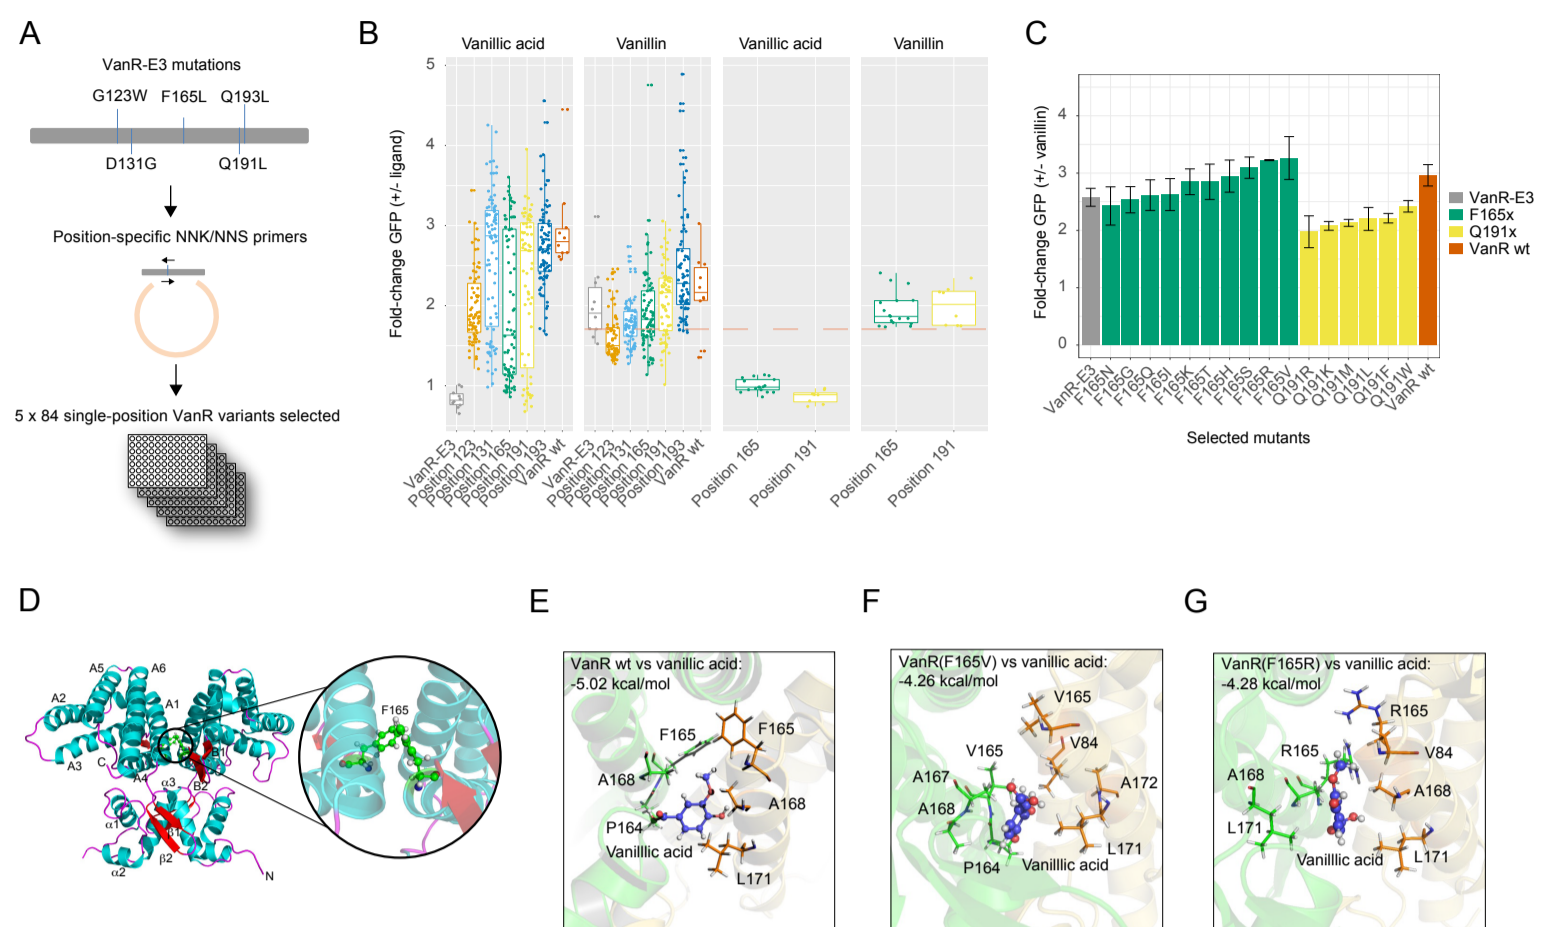 A
VanR-E3 mutations
G123W F165L Q193L
D131G Q191L
Position-specific NNK/NNS primers
5 x 84 single-position VanR variants selected
B
Vanillic acid Vanillin Vanillic acid Vanillin
Fold-change GFP (+/- ligand)
5
4
3
2
1
VanR-E3
Position 123
Position 131
Position 165
Position 191
Position 193
VanR wt
VanR-E3
Position 123
Position 131
Position 165
Position 191
Position 193
VanR wt
Position 165
Position 191
Position 165
Position 191
C
Fold-change GFP (+/- vanillin)
4
3
2
1
0
VanR-E3
F165N
F165G
F165Q
F165I
F165K
F165T
F165H
F165S
F165R
F165V
Q191R
Q191K
Q191M
Q191L
Q191F
Q191W
VanR wt
Selected mutants
VanR-E3
F165x
Q191x
VanR wt
D
A5 A6
A2 A1
A3 C A4 B1
B2
α3
α1 β1
β2
α2 N
F165
E
VanR wt vs vanillic acid:
-5.02 kcal/mol
F165 F165
A168
A168
P164
Vanilllic acid
L171
F
VanR(F165V) vs vanillic acid:
-4.26 kcal/mol
V165
V165 V84
A167 A172
A168
L171
P164 Vanilllic acid
G
VanR(F165R) vs vanillic acid:
-4.28 kcal/mol
R165
R165 V84
A168 A168
L171
Vanilllic acid L171